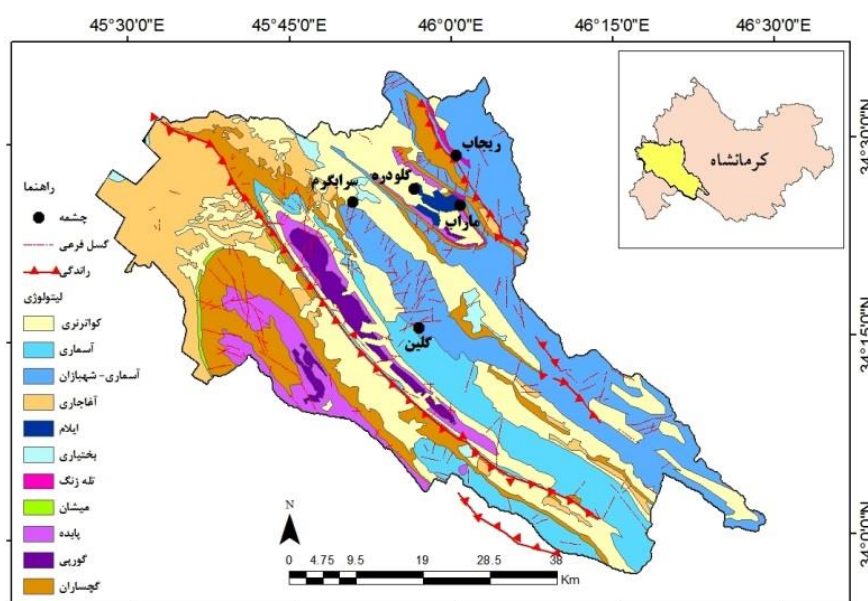 45°30'0"E
45°45'0"E
46°0'0"E
46°15'0"E
46°30'0"E
34°30'0"N
34°15'0"N
34°0'0"N
کرمانشاه
ریجاب
گلودره
سرابگرم
ماراب
گلین
راهنما
چشمه
گسل فرعی
راندگی
لیتولوژی
کواترنری
آسماری
آسماری- شهبازان
آغاجاری
ایلام
بختیاری
تله زنگ
میشان
پابده
گورپی
گچساران
N
0 4.75 9.5 19 28.5 38
Km